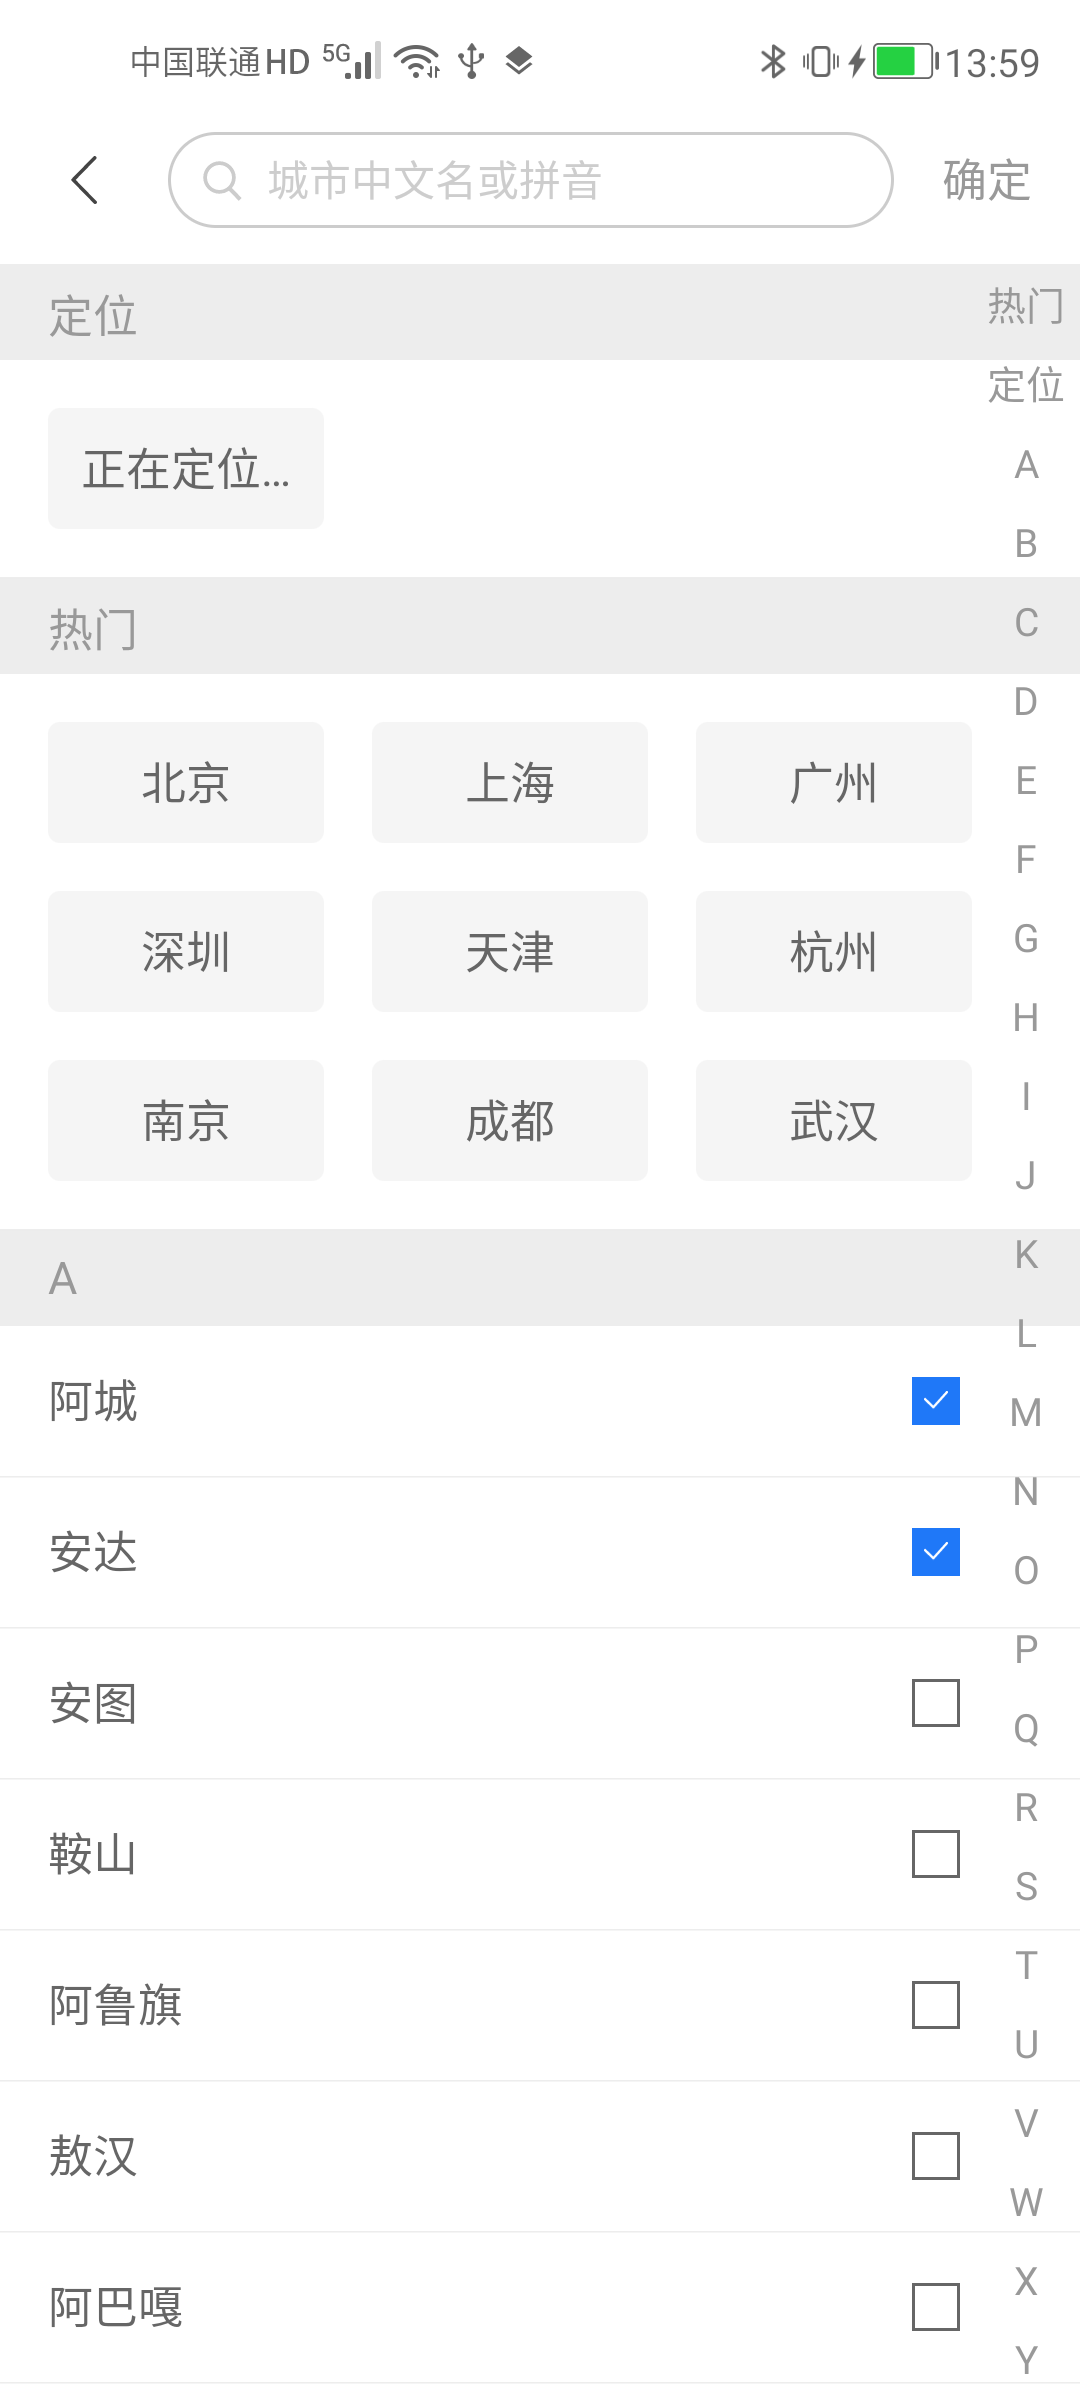 中国联通HD 5G 13:59
城市中文名或拼音 确定
定位
正在定位...
热门
北京 上海 广州
深圳 天津 杭州
南京 成都 武汉
A
阿城
安达
安图
鞍山
阿鲁旗
敖汉
阿巴嘎
热门
定位
A
B
C
D
E
F
G
H
I
J
K
L
M
N
O
P
Q
R
S
T
U
V
W
X
Y